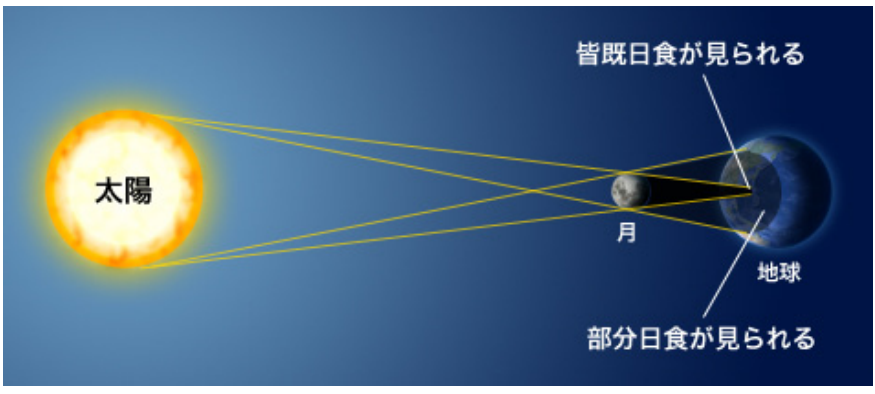 皆既日食が見られる
太陽
月
地球
部分日食が見られる